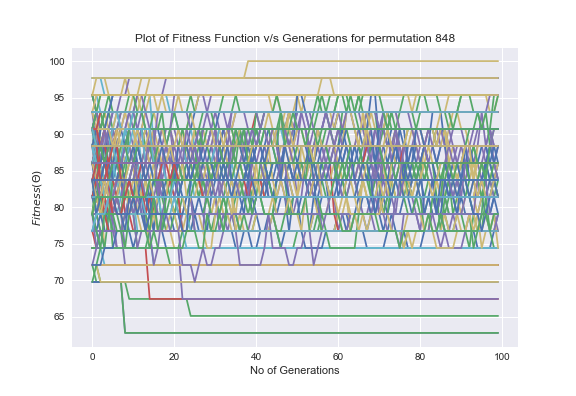 Plot of Fitness Function v/s Generations for permutation 848
100
95
90
85
80
75
70
65
Fitness(Θ)
0 20 40 60 80 100
No of Generations